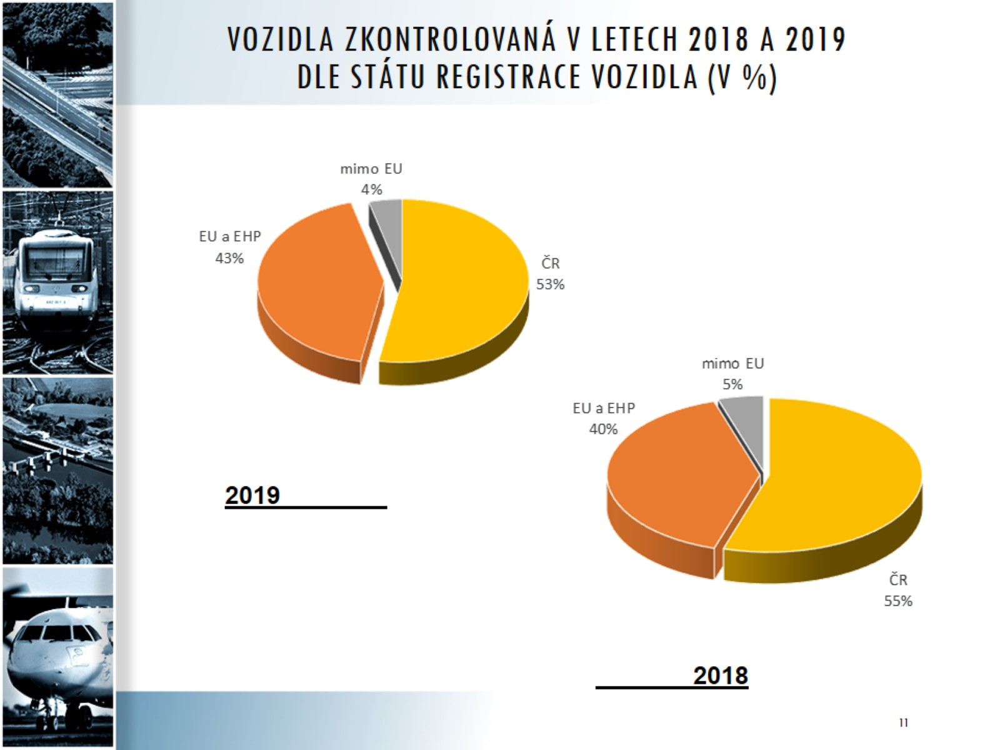 VOZIDLA ZKONTROLOVANÁ V LETECH 2018 A 2019
DLE STÁTU REGISTRACE VOZIDLA (V %)
mimo EU
4%
EU a EHP
43%
ČR
53%
2019
mimo EU
5%
EU a EHP
40%
ČR
55%
2018
11